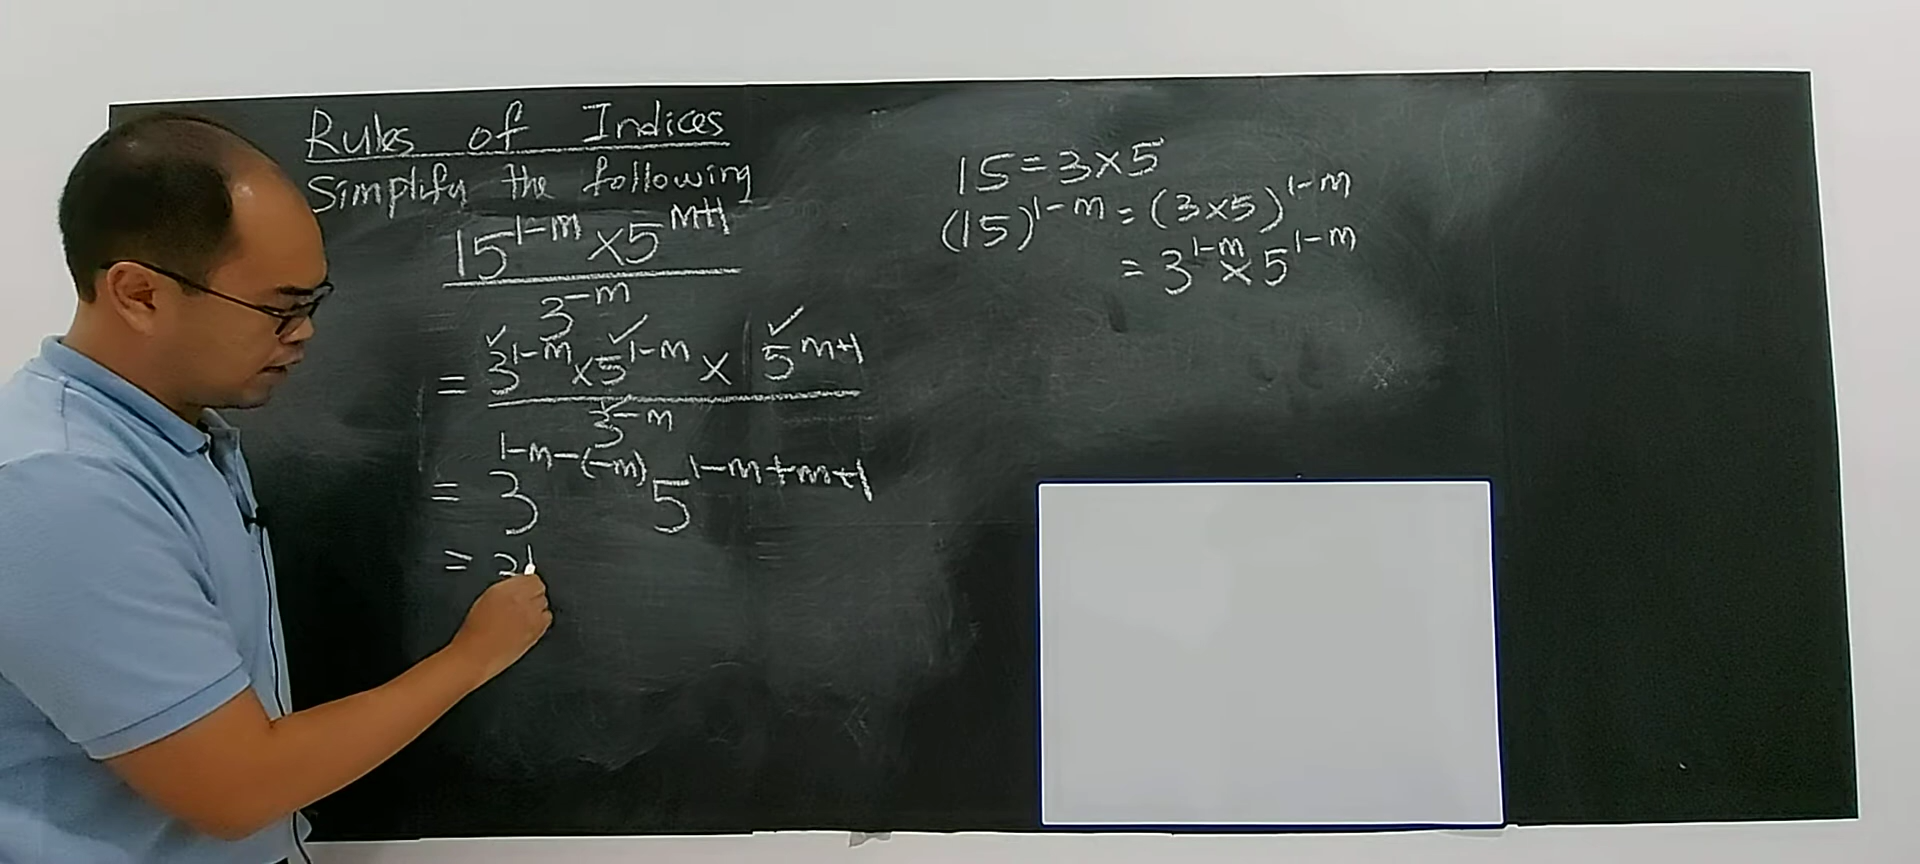 Rules of Indices
Simplify the following
15^{1-m} × 5^{m+1}
3^{-m}
= 3^{1-m} × 5^{1-m} × 5^{m+1}
3^{-m}
= 3^{1-m-(-m)} 5^{1-m+m+1}
= 3^1
15 = 3 × 5
(15)^{1-m} = (3×5)^{1-m}
= 3^{1-m} × 5^{1-m}